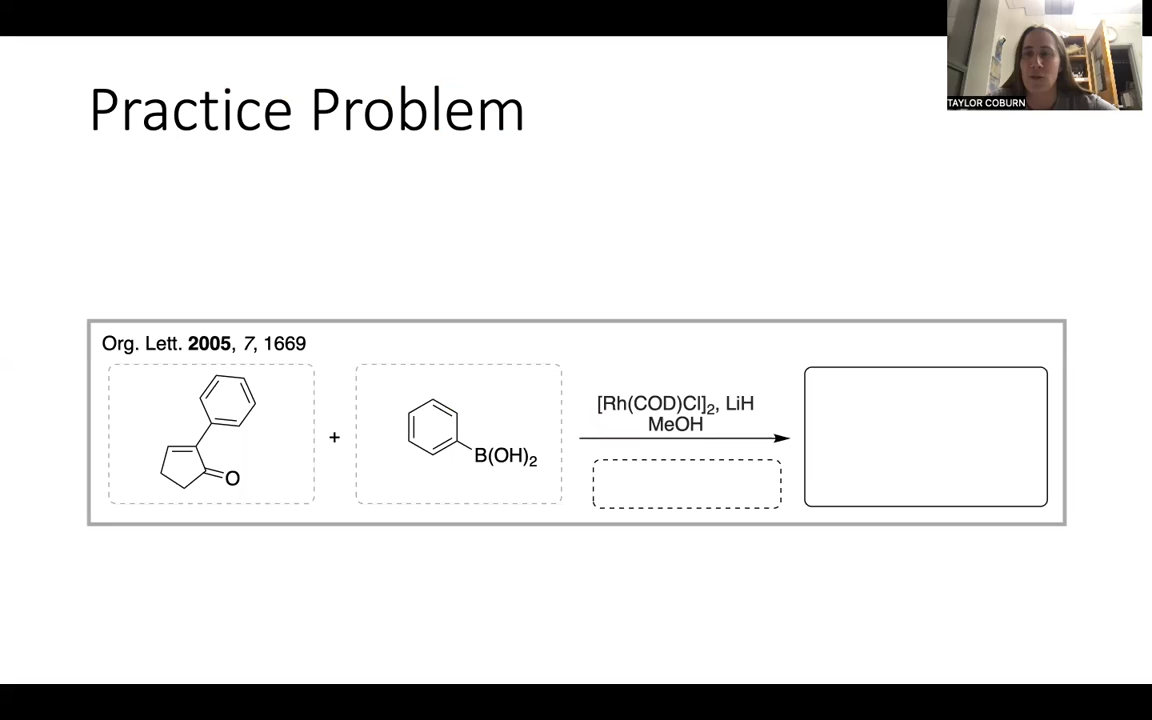 TAYLOR COBURN
Practice Problem
Org. Lett. 2005, 7, 1669
[Rh(COD)Cl]2, LiH
MeOH
+
B(OH)2
O